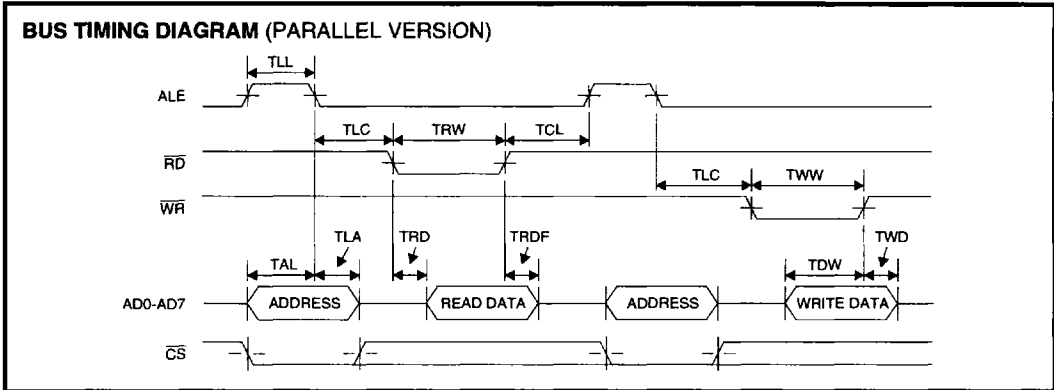 BUS TIMING DIAGRAM (PARALLEL VERSION)
TLL
ALE
TLC TRW TCL
RD
TLC TWW
WR
TLA TRD TRDF TWD
TAL TDW
AD0-AD7 ADDRESS READ DATA ADDRESS WRITE DATA
CS